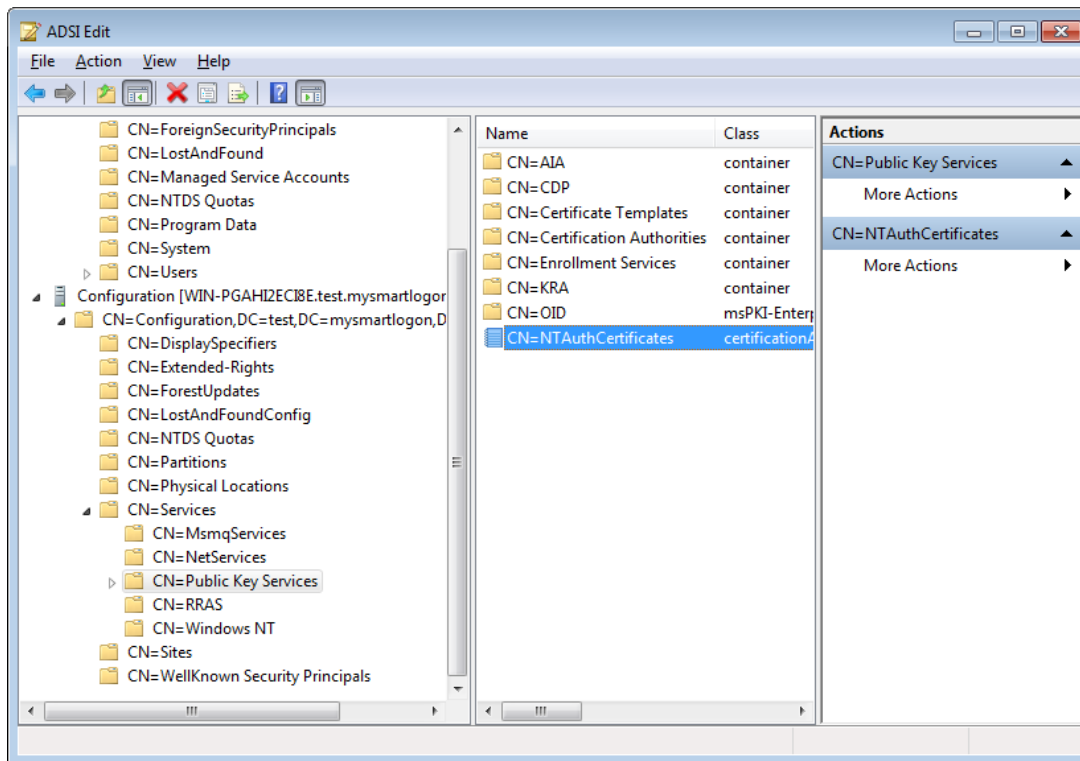 ADSI Edit
File Action View Help
CN=ForeignSecurityPrincipals
CN=LostAndFound
CN=Managed Service Accounts
CN=NTDS Quotas
CN=Program Data
CN=System
CN=Users
Configuration [WIN-PGAHI2ECI8E.test.mysmartlogor
CN=Configuration,DC=test,DC=mysmartlogon,D
CN=DisplaySpecifiers
CN=Extended-Rights
CN=ForestUpdates
CN=LostAndFoundConfig
CN=NTDS Quotas
CN=Partitions
CN=Physical Locations
CN=Services
CN=MsmqServices
CN=NetServices
CN=Public Key Services
CN=RRAS
CN=Windows NT
CN=Sites
CN=WellKnown Security Principals
Name Class
CN=AIA container
CN=CDP container
CN=Certificate Templates container
CN=Certification Authorities container
CN=Enrollment Services container
CN=KRA container
CN=OID msPKI-Enterp
CN=NTAuthCertificates certificationA
Actions
CN=Public Key Services
More Actions
CN=NTAuthCertificates
More Actions